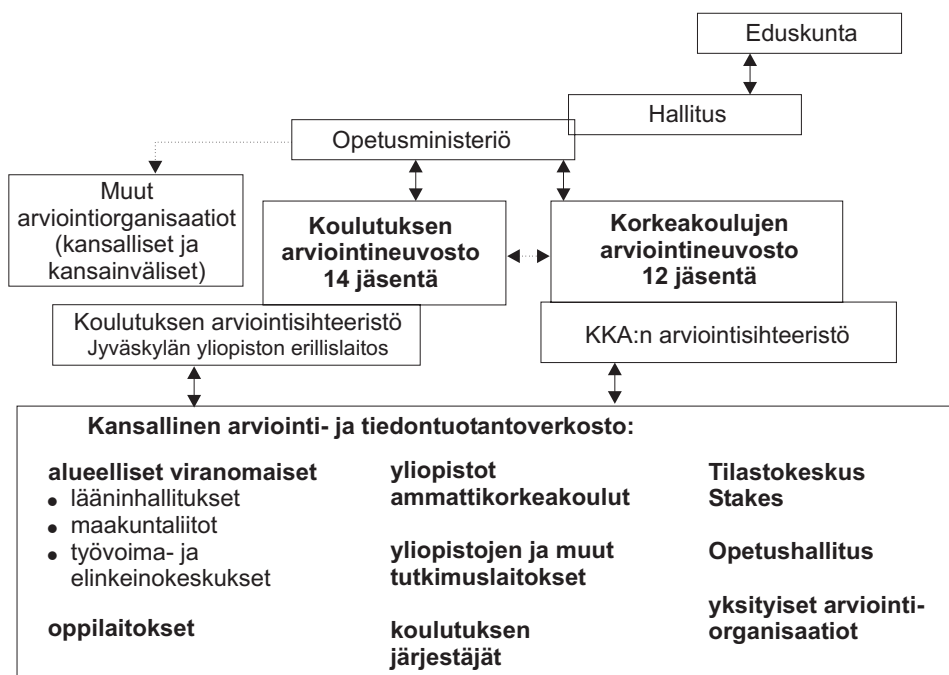 Eduskunta
Hallitus
Opetusministeriö
Muut
arviointiorganisaatiot
(kansalliset ja
kansainväliset)
Koulutuksen
arviointineuvosto
14 jäsentä
Korkeakoulujen
arviointineuvosto
12 jäsentä
Koulutuksen arviointisihteeristö
Jyväskylän yliopiston erillislaitos
KKA:n arviointisihteeristö
Kansallinen arviointi- ja tiedontuotantoverkosto:
alueelliset viranomaiset
• lääninhallitukset
• maakuntaliitot
• työvoima- ja
elinkeinokeskukset
oppilaitokset
yliopistot
ammattikorkeakoulut
yliopistojen ja muut
tutkimuslaitokset
koulutuksen
järjestäjät
Tilastokeskus
Stakes
Opetushallitus
yksityiset arviointi-
organisaatiot